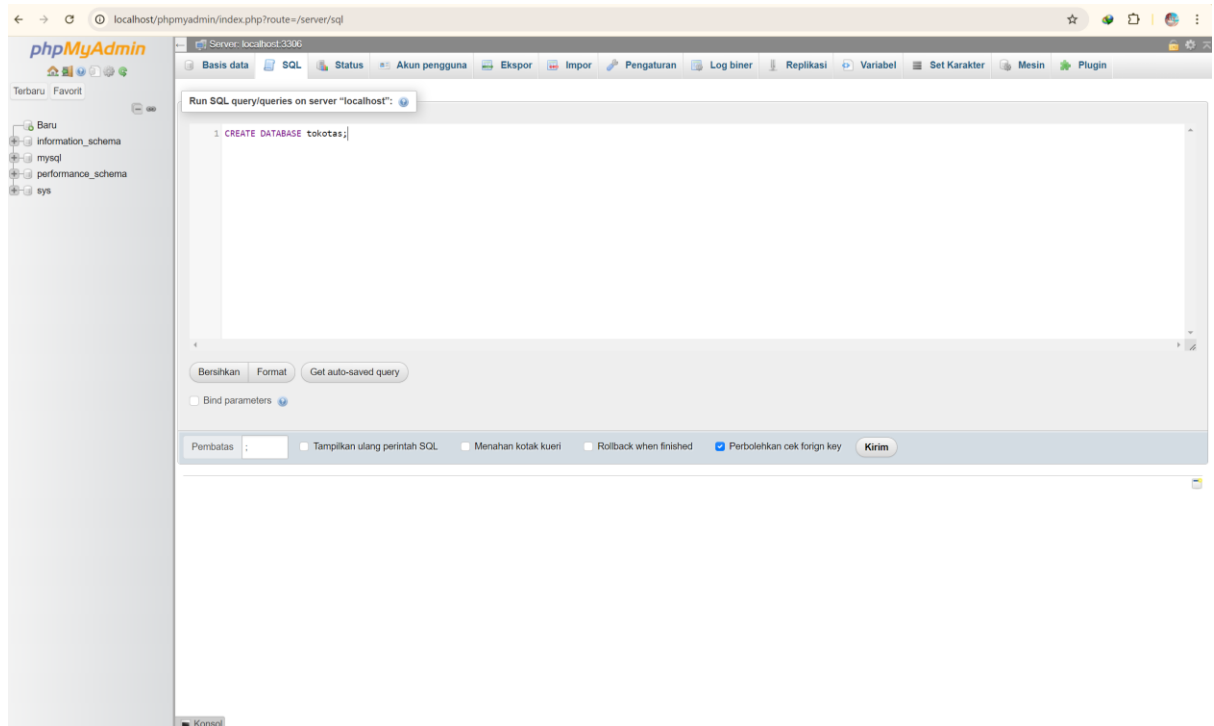 localhost/phpmyadmin/index.php?route=/server/sql
phpMyAdmin
Terbaru Favorit
Baru
information_schema
mysql
performance_schema
sys
Server: localhost:3306
Basis data SQL Status Akun pengguna Ekspor Impor Pengaturan Log biner Replikasi Variabel Set Karakter Mesin Plugin
Run SQL query/queries on server “localhost”:
1 CREATE DATABASE tokotas;
Bersihkan Format Get auto-saved query
Bind parameters
Pembatas ; Tampilkan ulang perintah SQL Menahan kotak kueri Rollback when finished Perbolehkan cek forign key Kirim
Konsol